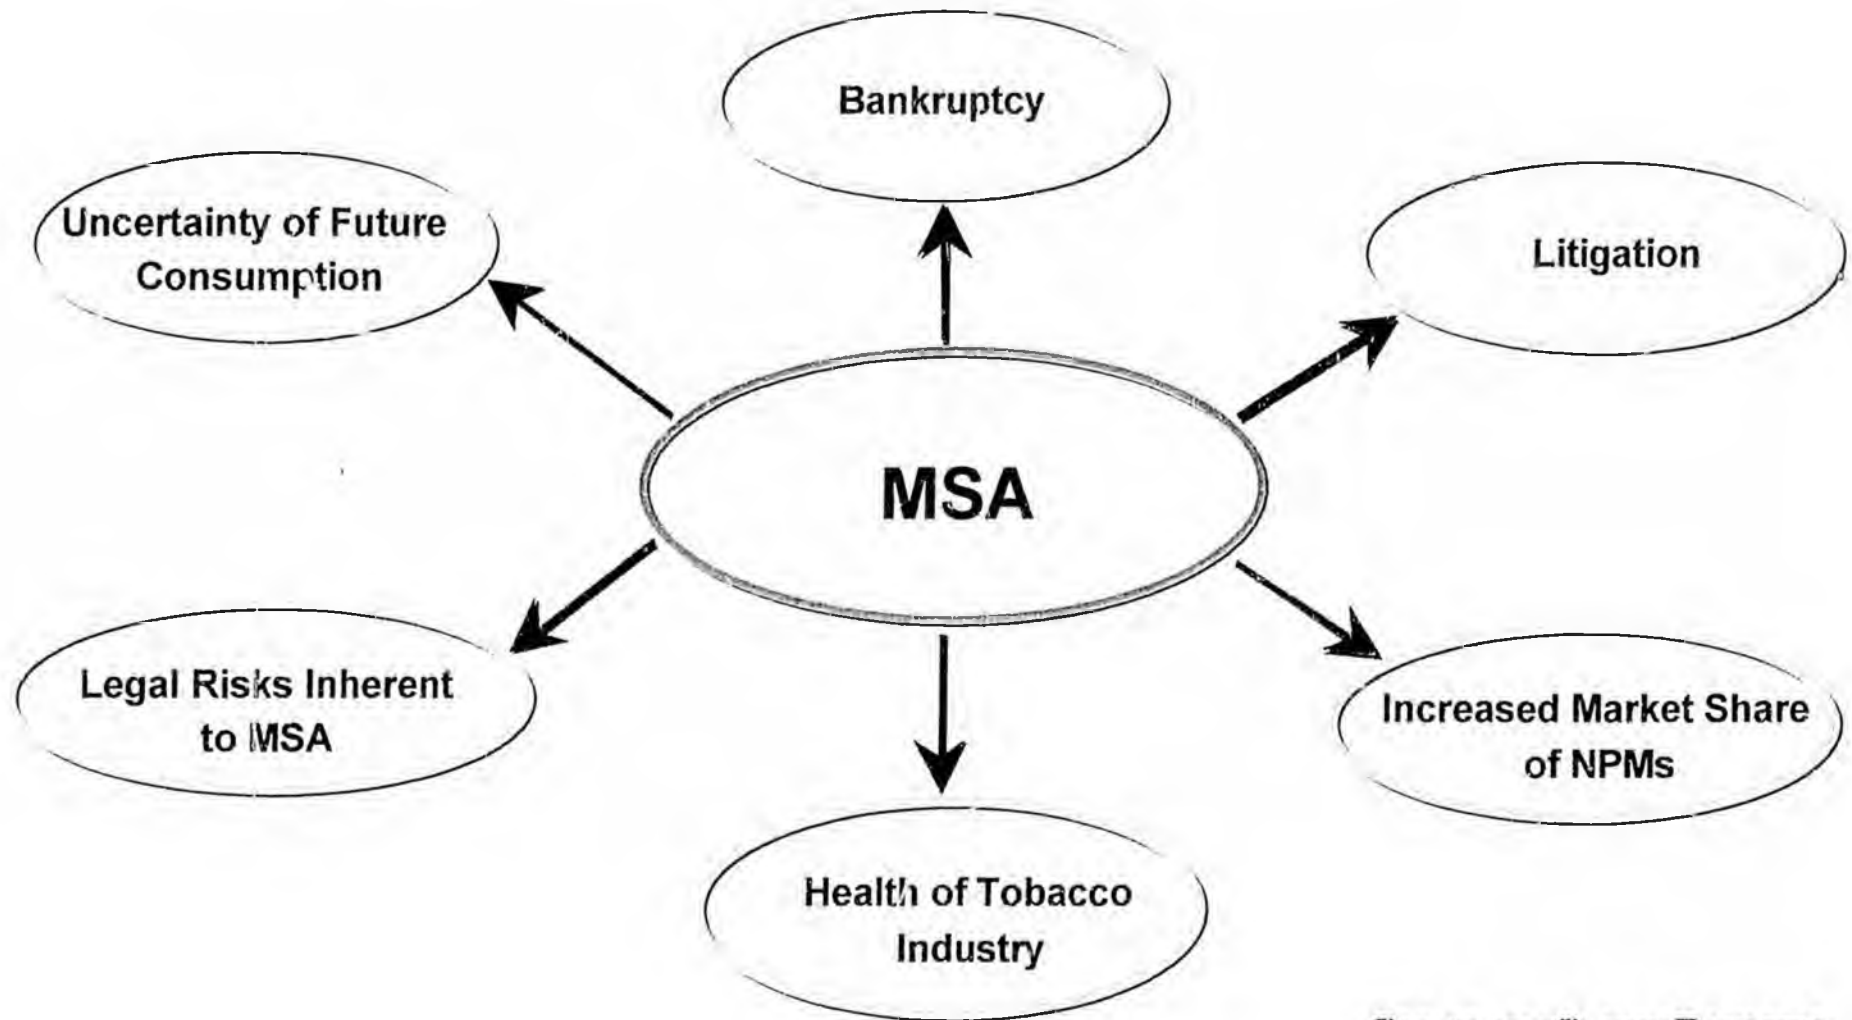 Bankruptcy
Uncertainty of Future
Consumption
Litigation
MSA
Legal Risks Inherent
to MSA
Increased Market Share
of NPMs
Health of Tobacco
Industry